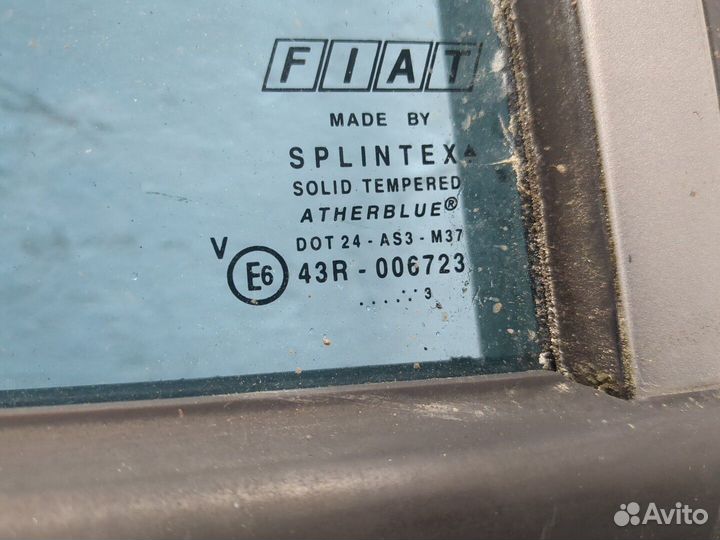 FIAT
MADE BY
SPLINTEX
SOLID TEMPERED
ATHERBLUE®
DOT 24 - AS3 - M37
V
E6 43R - 006723
...... 3
Avito